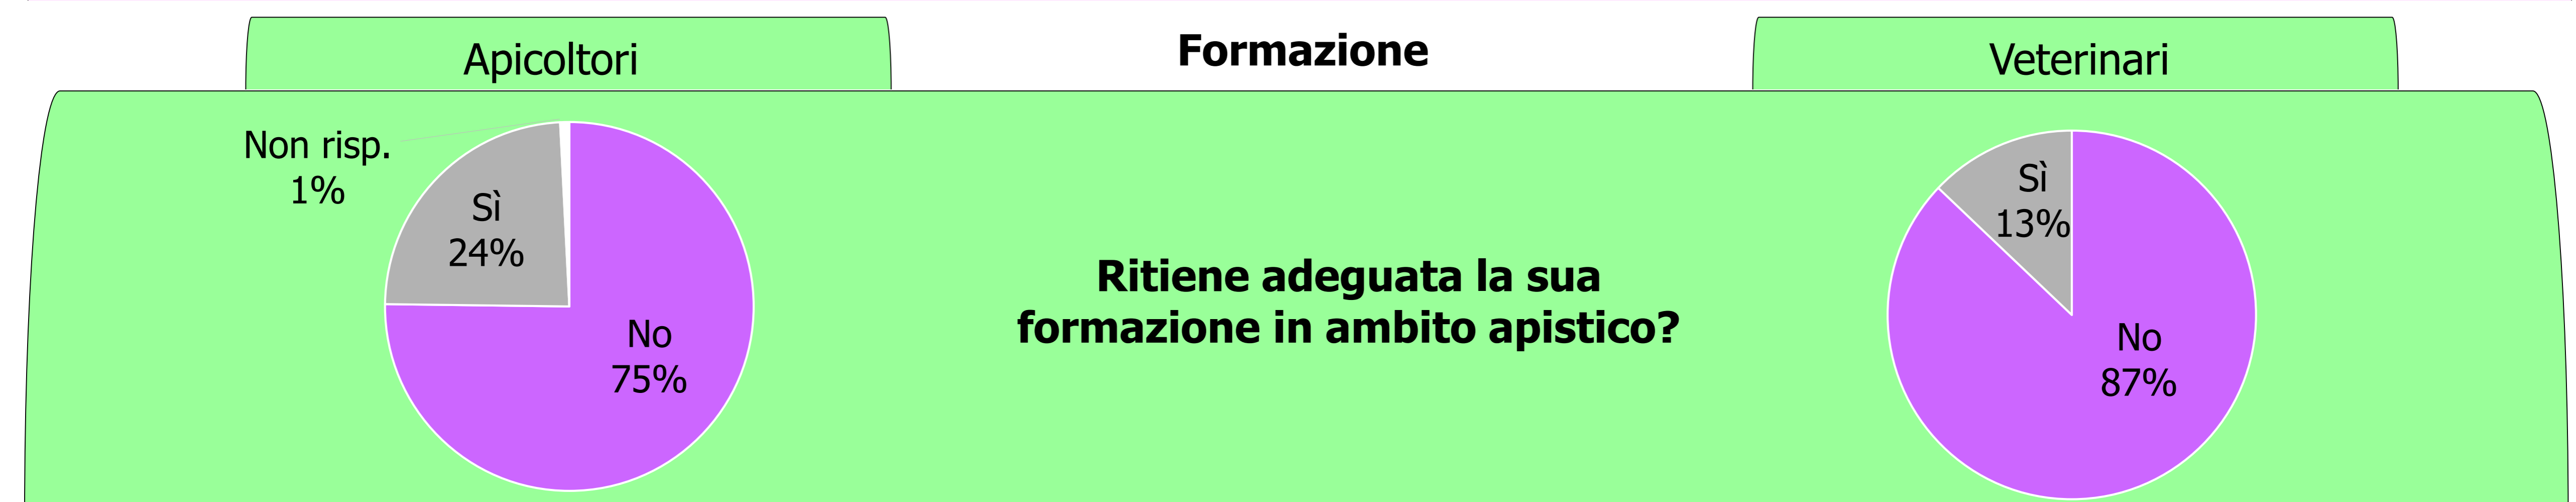 Apicoltori
Formazione
Veterinari
Non risp.
1%
Sì
24%
No
75%
Ritiene adeguata la sua
formazione in ambito apistico?
Sì
13%
No
87%